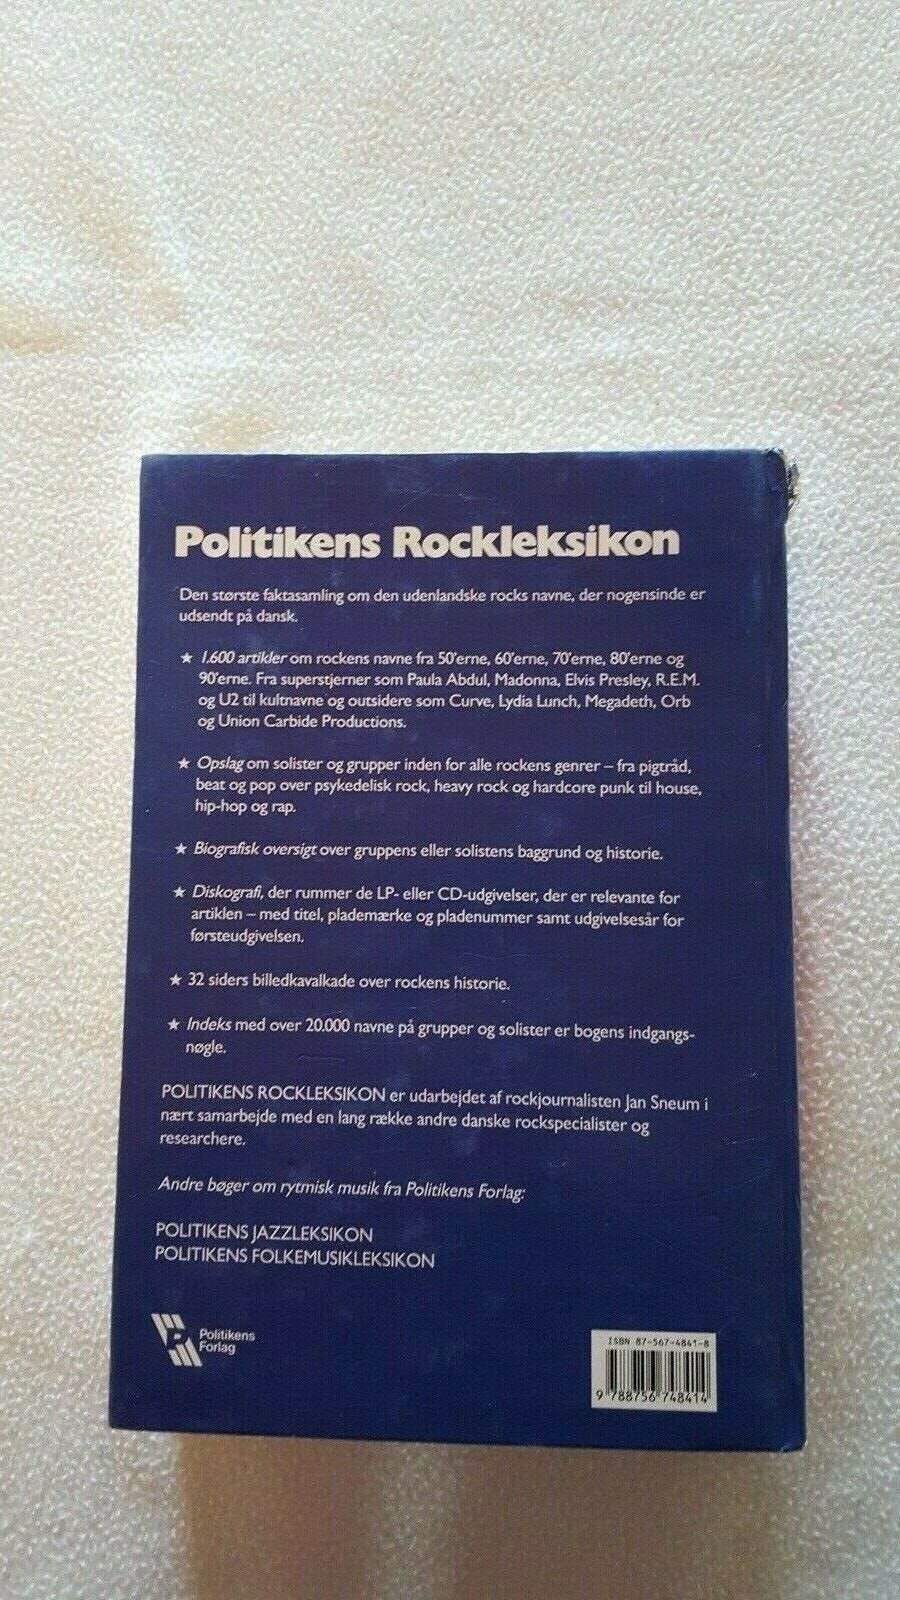 Politikens Rockleksikon
Den største faktasamling om den udenlandske rocks navne, der nogensinde er
udsendt på dansk.
★ 1.600 artikler om rockens navne fra 50'erne, 60'erne, 70'erne, 80'erne og
90'erne. Fra superstjerner som Paula Abdul, Madonna, Elvis Presley, R.E.M.
og U2 til kultnavne og outsidere som Curve, Lydia Lunch, Megadeth, Orb
og Union Carbide Productions.
★ Opslag om solister og grupper inden for alle rockens genrer – fra pigtråd,
beat og pop over psykedelisk rock, heavy rock og hardcore punk til house,
hip-hop og rap.
★ Biografisk oversigt over gruppens eller solistens baggrund og historie.
★ Diskografi, der rummer de LP- eller CD-udgivelser, der er relevante for
artiklen – med titel, plademærke og pladenummer samt udgivelsesår for
førsteudgivelsen.
★ 32 siders billedkavalkade over rockens historie.
★ Indeks med over 20.000 navne på grupper og solister er bogens indgangs-
nøgle.
POLITIKENS ROCKLEKSIKON er udarbejdet af rockjournalisten Jan Sneum i
nært samarbejde med en lang række andre danske rockspecialister og
researchere.
Andre bøger om rytmisk musik fra Politikens Forlag:
POLITIKENS JAZZLEKSIKON
POLITIKENS FOLKEMUSIKLEKSIKON
Politikens
Forlag
ISBN 87-567-4841-8
9 788756 748414